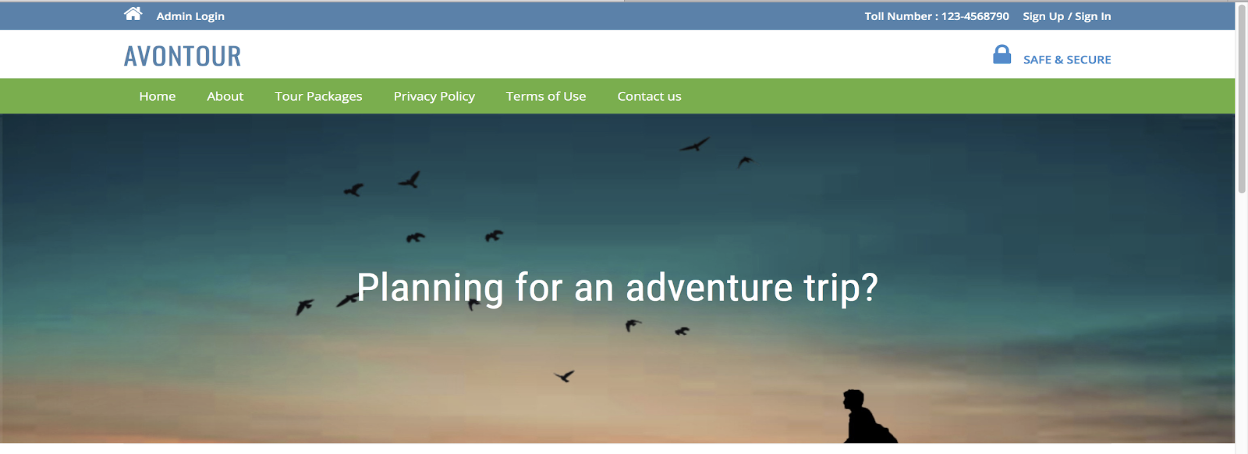 Admin Login Toll Number : 123-4568790 Sign Up / Sign In
AVONTOUR SAFE & SECURE
Home About Tour Packages Privacy Policy Terms of Use Contact us
Planning for an adventure trip?